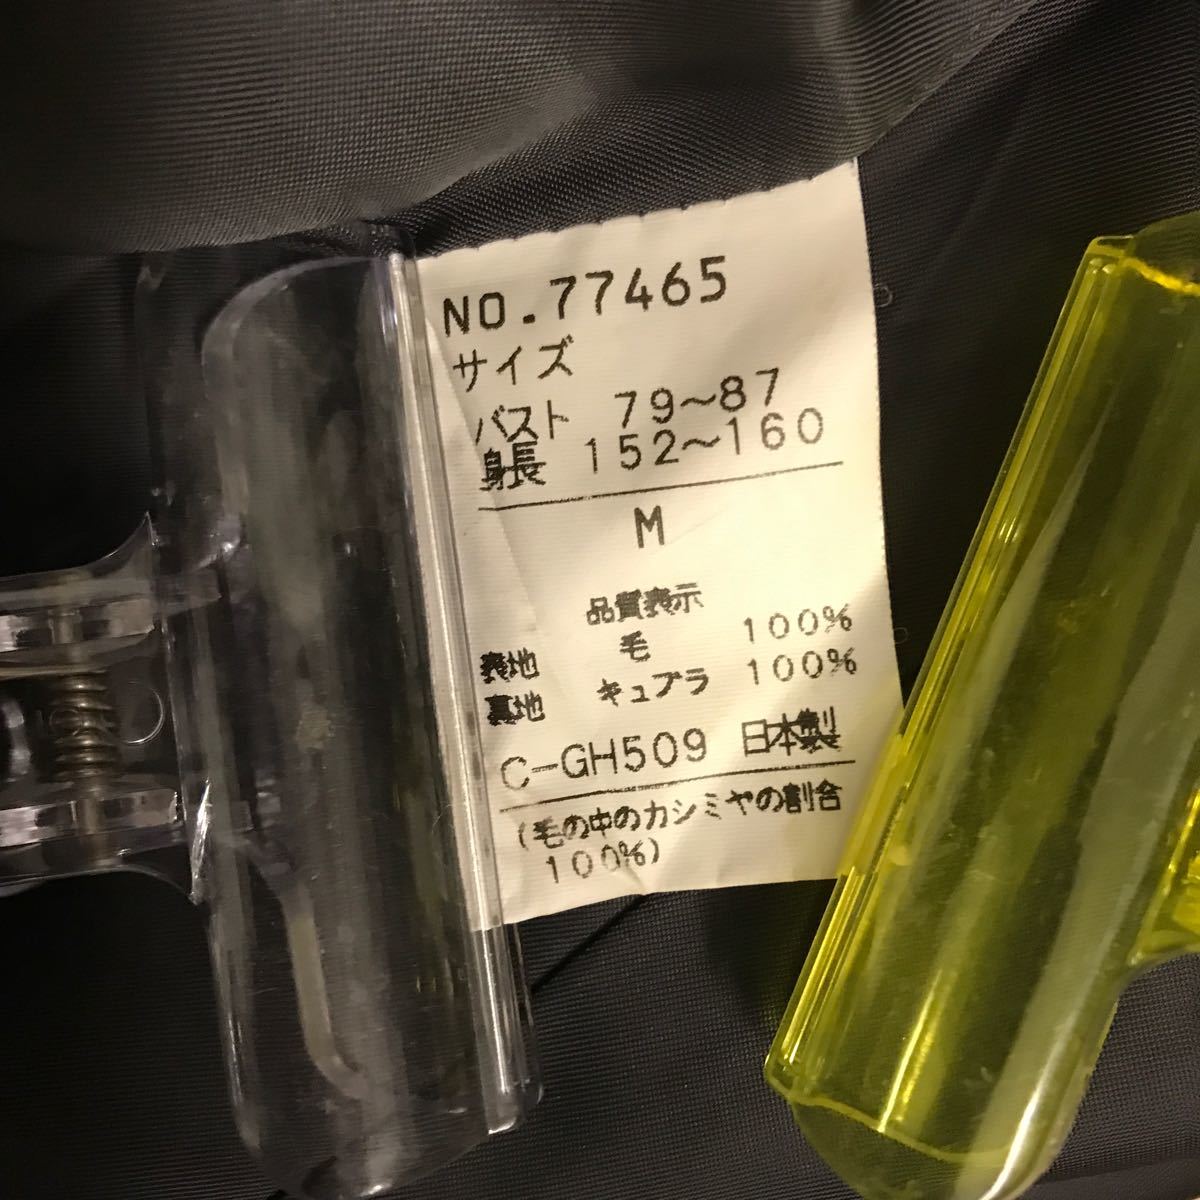 NO.77465
サイズ
バスト 79～87
身長 152～160
M
品質表示
表地 毛 100%
裏地 キュプラ 100%
C-GH509 日本製
(毛の中のカシミヤの割合
100%)